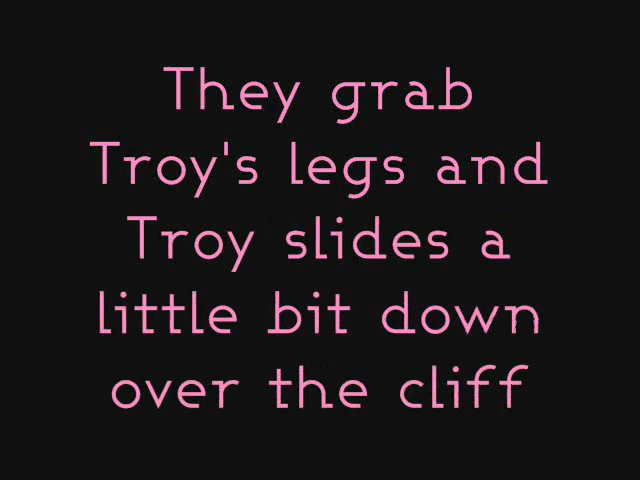 They grab
Troy's legs and
Troy slides a
little bit down
over the cliff